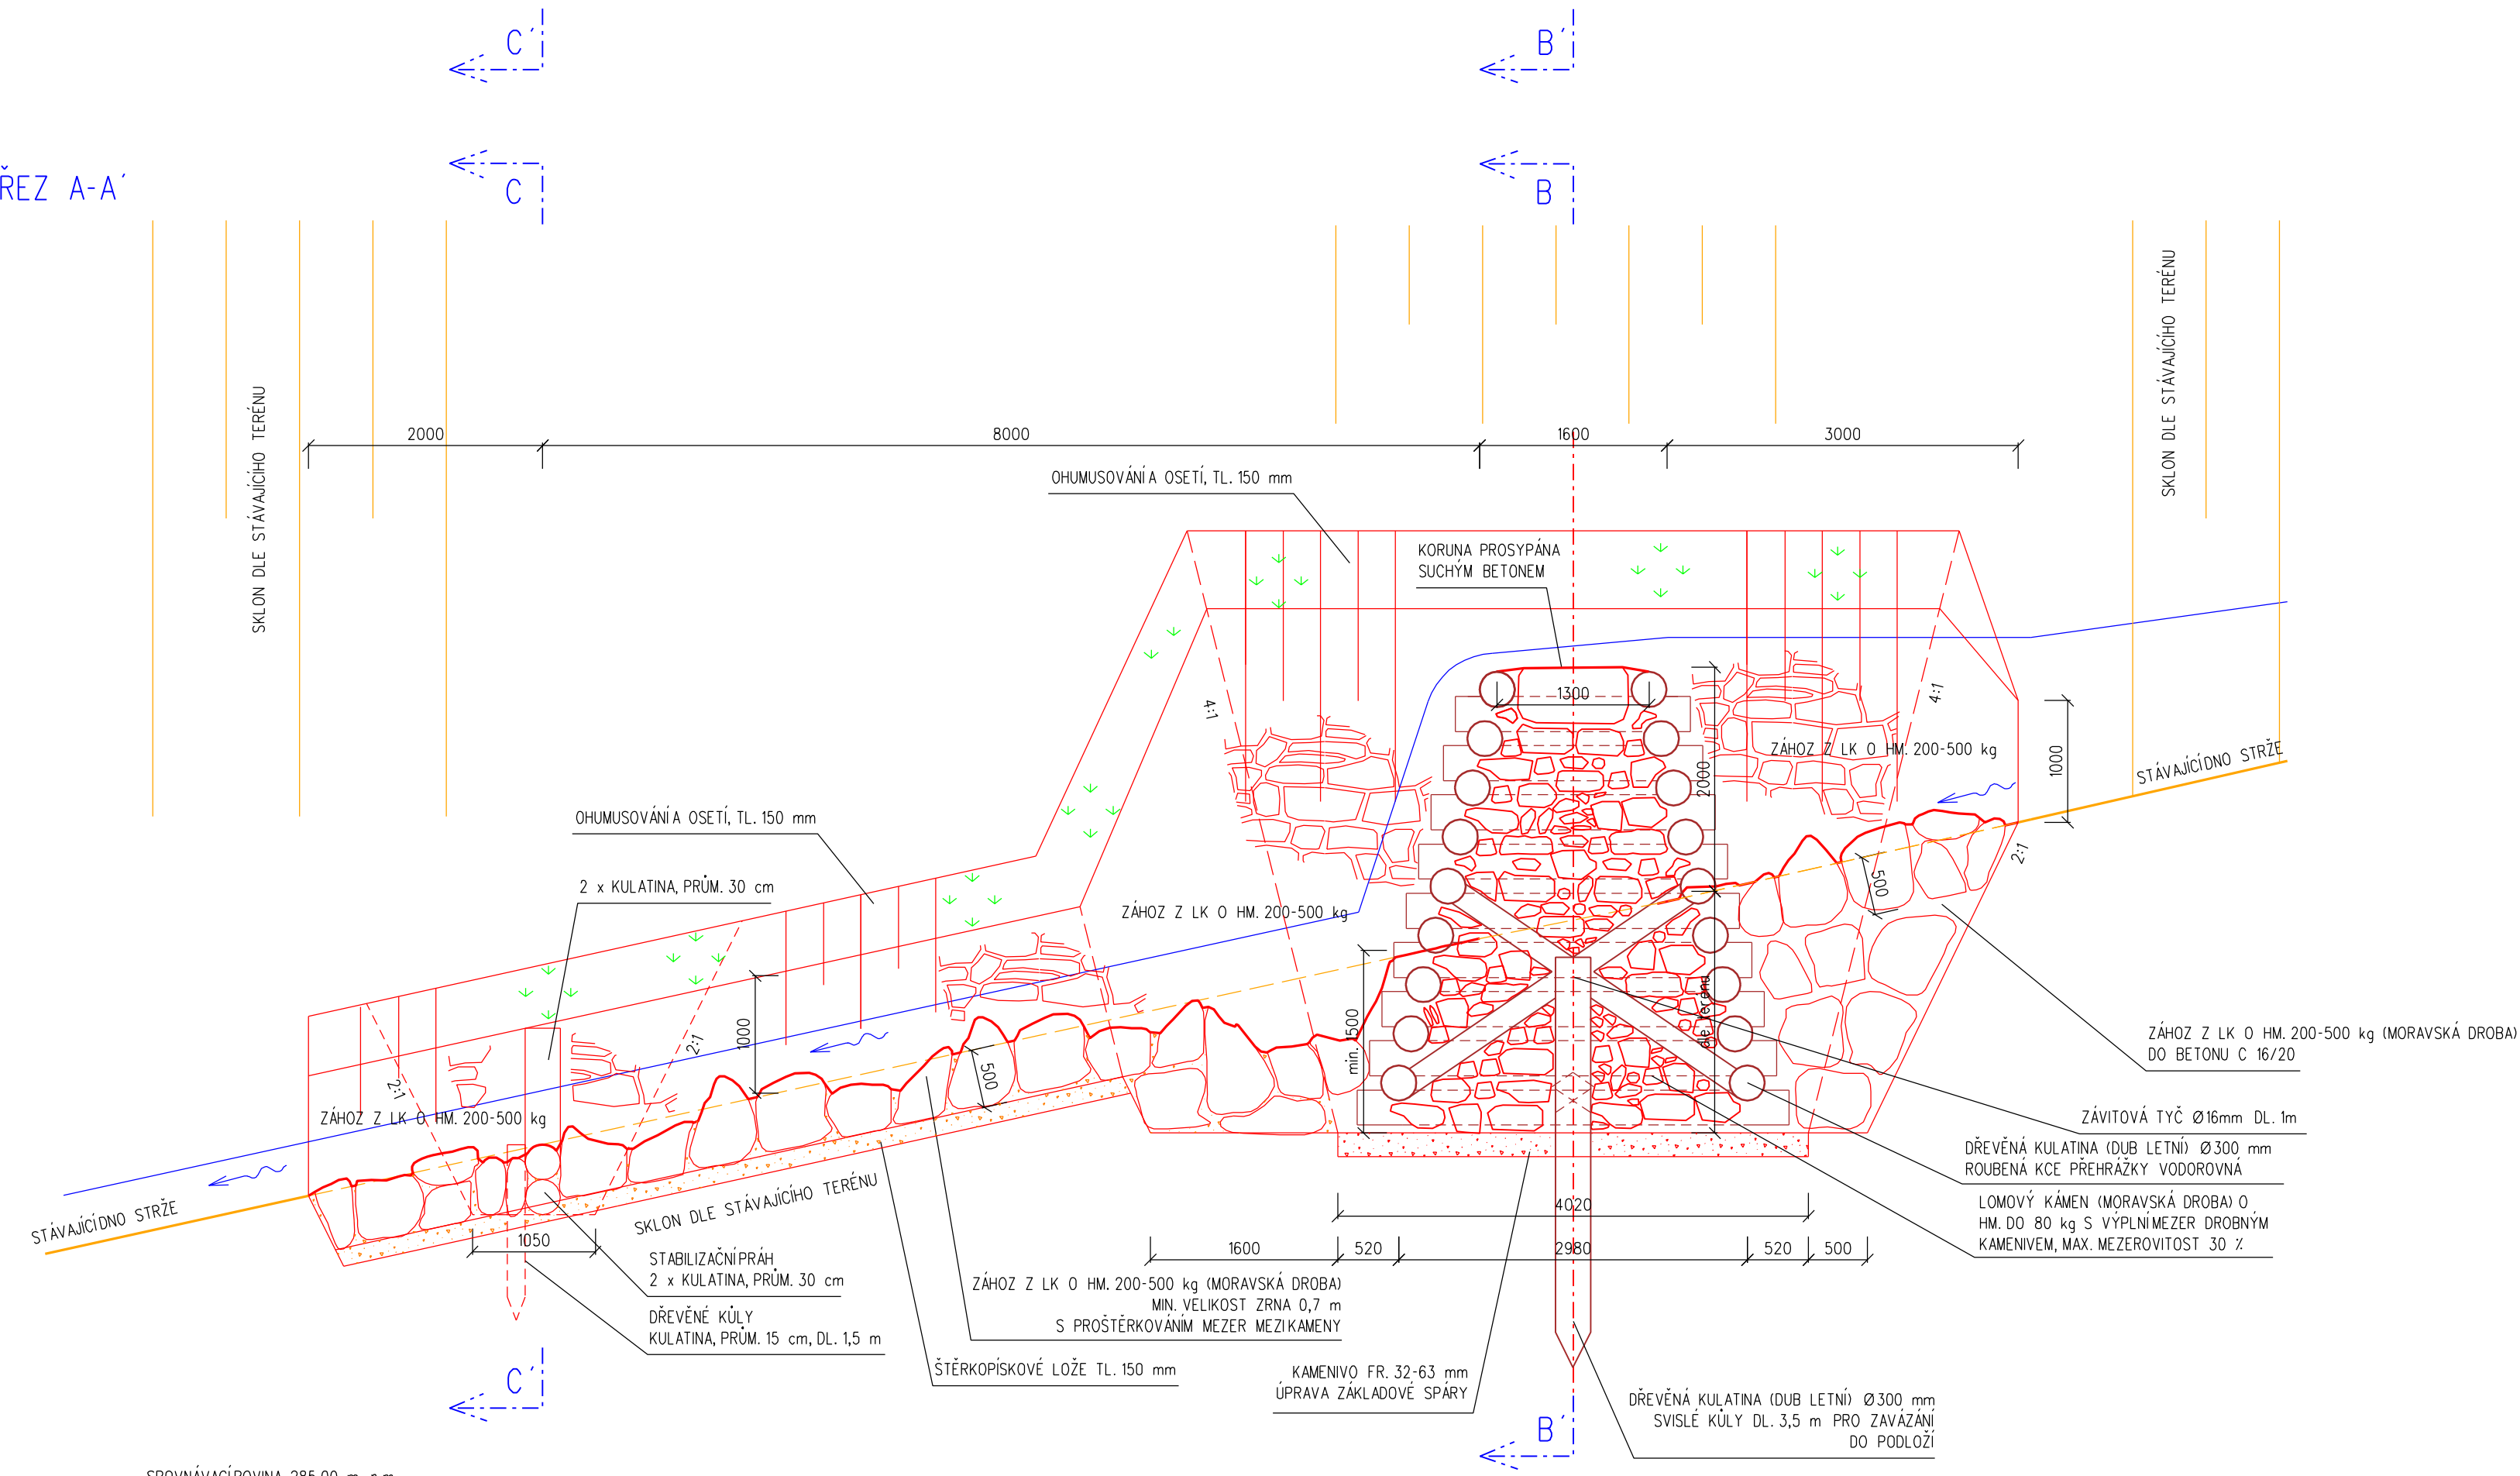 C´
B´
ŘEZ A-A´
C
B
SKLON DLE STÁVAJÍCÍHO TERÉNU
SKLON DLE STÁVAJÍCÍHO TERÉNU
2000
8000
1600
3000
OHUMUSOVÁNÍ A OSETÍ, TL. 150 mm
KORUNA PROSYPÁNA
SUCHÝM BETONEM
1300
4:1
4:1
2000
ZÁHOZ Z LK O HM. 200-500 kg
1000
STÁVAJÍCÍ DNO STRŽE
OHUMUSOVÁNÍ A OSETÍ, TL. 150 mm
2:1
2 x KULATINA, PRŮM. 30 cm
500
ZÁHOZ Z LK O HM. 200-500 kg
1000
2:1
min. 1500
dle terénu
500
2:1
ZÁHOZ Z LK O HM. 200-500 kg (MORAVSKÁ DROBA)
DO BETONU C 16/20
ZÁHOZ Z LK O HM. 200-500 kg
ZÁVITOVÁ TYČ Ø16mm DL. 1m
DŘEVĚNÁ KULATINA (DUB LETNÍ) Ø300 mm
ROUBENÁ KCE PŘEHRÁŽKY VODOROVNÁ
STÁVAJÍCÍ DNO STRŽE
SKLON DLE STÁVAJÍCÍHO TERÉNU
4020
LOMOVÝ KÁMEN (MORAVSKÁ DROBA) O
HM. DO 80 kg S VÝPLNÍ MEZER DROBNÝM
KAMENIVEM, MAX. MEZEROVITOST 30 %
1050
1600
520
2980
520
500
STABILIZAČNÍ PRÁH
2 x KULATINA, PRŮM. 30 cm
ZÁHOZ Z LK O HM. 200-500 kg (MORAVSKÁ DROBA)
MIN. VELIKOST ZRNA 0,7 m
S PROŠTĚRKOVÁNÍM MEZER MEZI KAMENY
DŘEVĚNÉ KŮLY
KULATINA, PRŮM. 15 cm, DL. 1,5 m
ŠTĚRKOPÍSKOVÉ LOŽE TL. 150 mm
KAMENIVO FR. 32-63 mm
ÚPRAVA ZÁKLADOVÉ SPÁRY
C´
DŘEVĚNÁ KULATINA (DUB LETNÍ) Ø300 mm
SVISLÉ KŮLY DL. 3,5 m PRO ZAVÁZÁNÍ
DO PODLOŽÍ
B´
SROVNÁVACÍ ROVINA 285,00 m n.m.